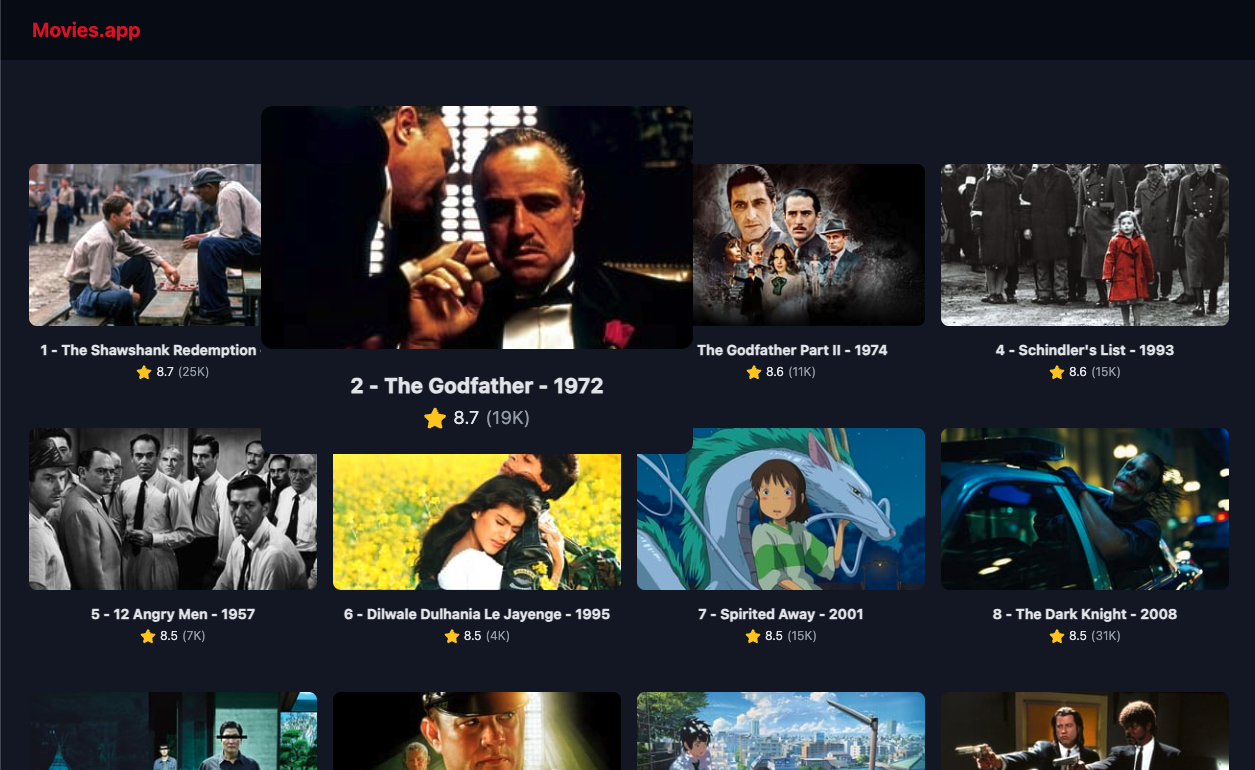 Movies.app
1 - The Shawshank Redemption
2 - The Godfather - 1972
The Godfather Part II - 1974
4 - Schindler's List - 1993
8.7 (25K)
8.7 (19K)
8.6 (11K)
8.6 (15K)
5 - 12 Angry Men - 1957
6 - Dilwale Dulhania Le Jayenge - 1995
7 - Spirited Away - 2001
8 - The Dark Knight - 2008
8.5 (7K)
8.5 (4K)
8.5 (15K)
8.5 (31K)